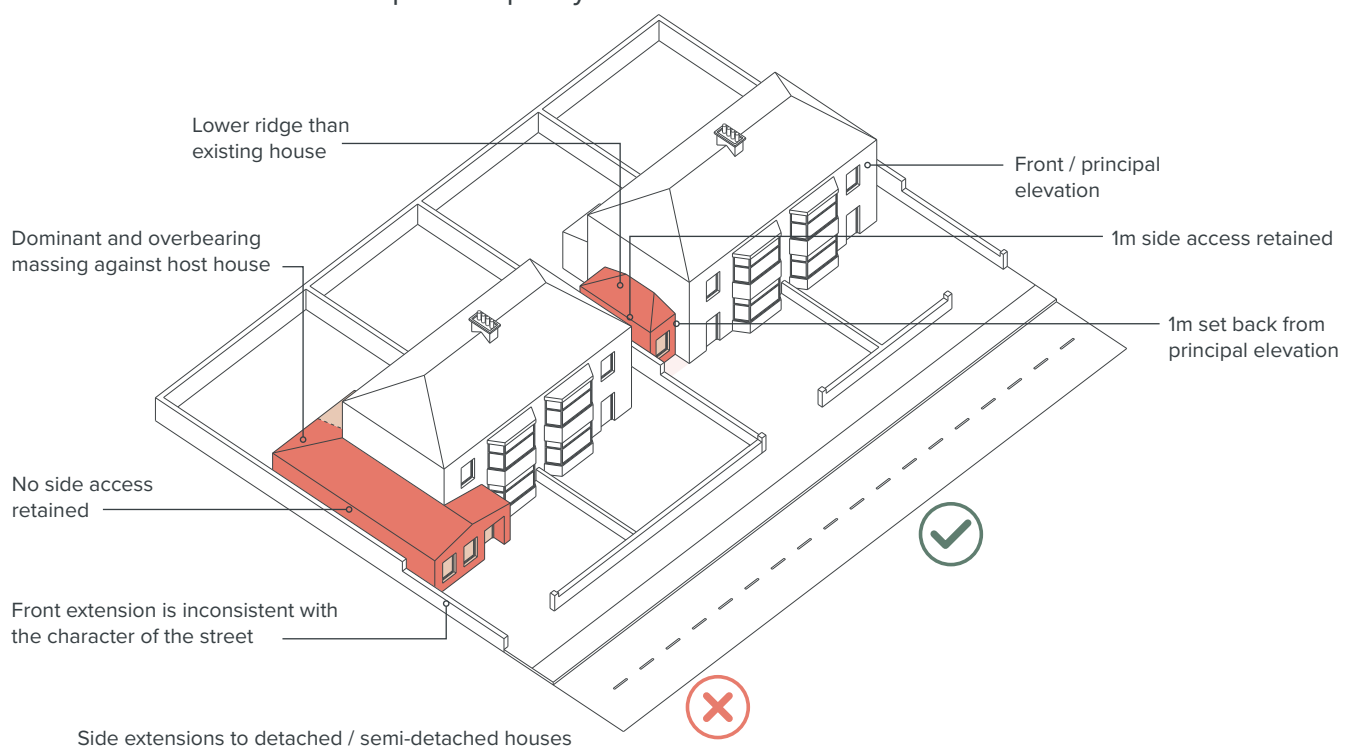 Lower ridge than
existing house
Front / principal
elevation
Dominant and overbearing
massing against host house
1m side access retained
1m set back from
principal elevation
No side access
retained
Front extension is inconsistent with
the character of the street
Side extensions to detached / semi-detached houses